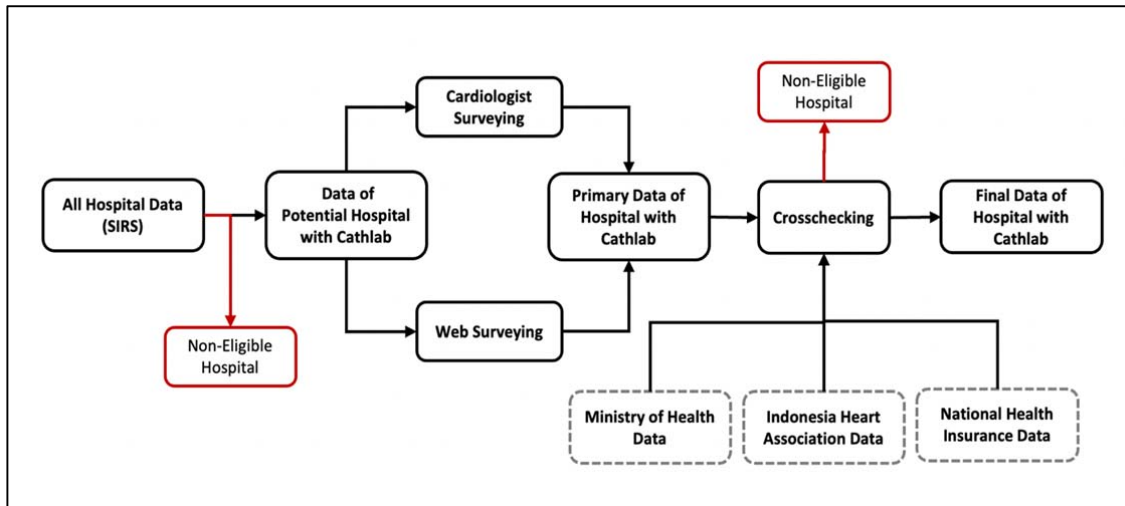 All Hospital Data
(SIRS)
Non-Eligible
Hospital
Data of
Potential Hospital
with Cathlab
Cardiologist
Surveying
Web Surveying
Primary Data of
Hospital with
Cathlab
Non-Eligible
Hospital
Crosschecking
Final Data of
Hospital with
Cathlab
Ministry of Health
Data
Indonesia Heart
Association Data
National Health
Insurance Data